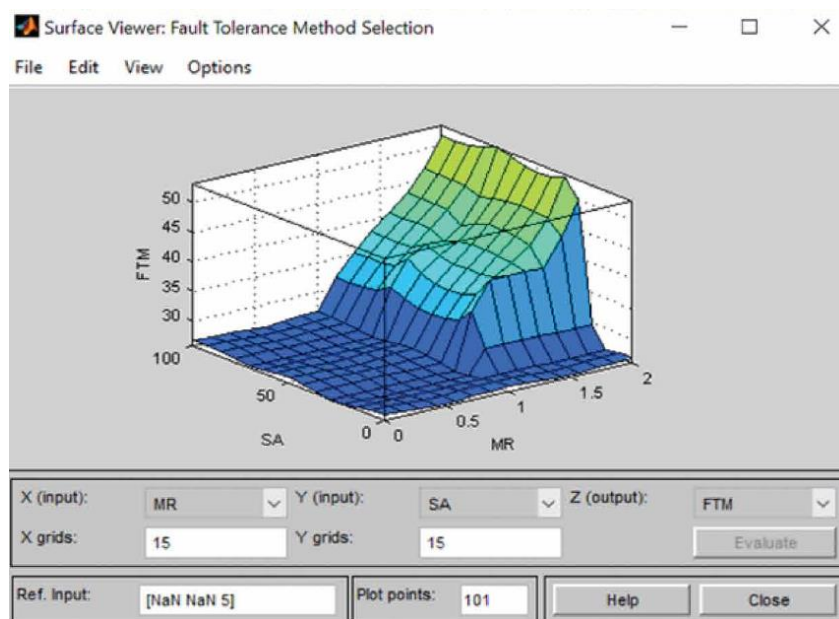 Surface Viewer: Fault Tolerance Method Selection
File Edit View Options
50
45
40
35
30
FTM
100
50
0
SA
0
0.5
1
1.5
2
MR
X (input): MR Y (input): SA Z (output): FTM
X grids: 15 Y grids: 15 Evaluate
Ref. Input: [NaN NaN 5] Plot points: 101 Help Close